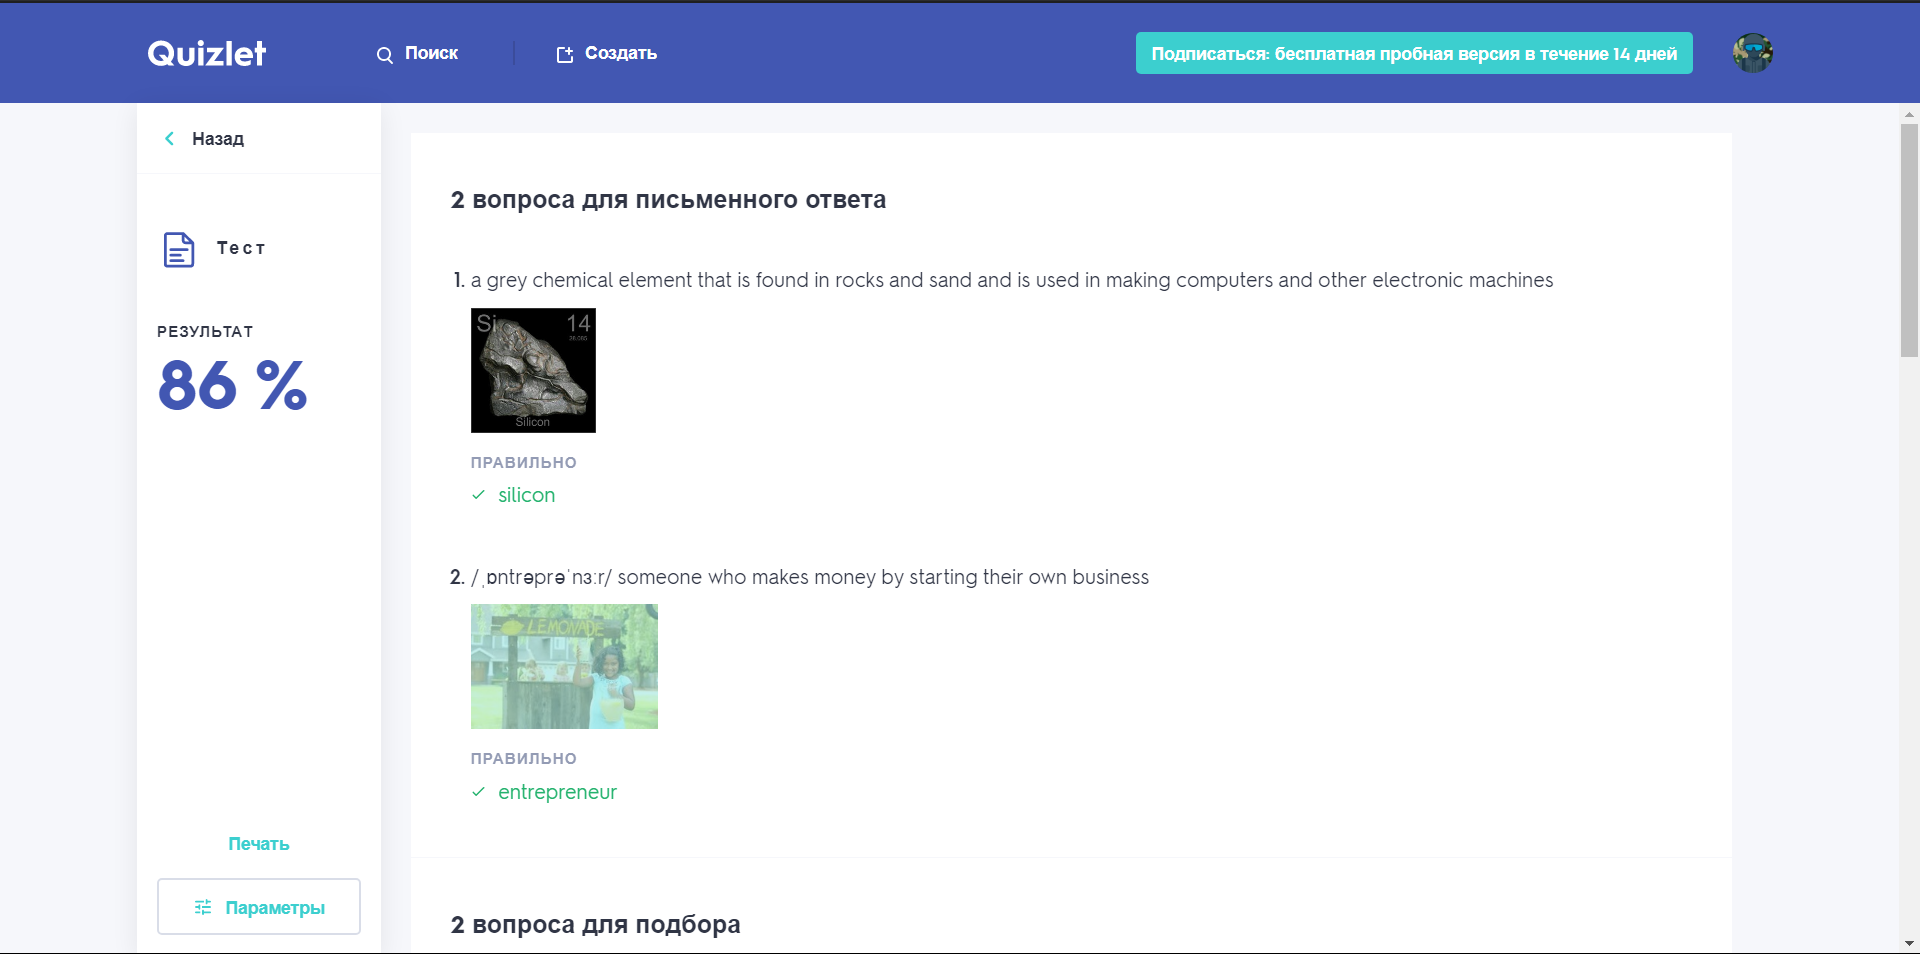 Quizlet
Поиск
Создать
Подписаться: бесплатная пробная версия в течение 14 дней
Назад
Тест
РЕЗУЛЬТАТ
86 %
Печать
Параметры
2 вопроса для письменного ответа
1. a grey chemical element that is found in rocks and sand and is used in making computers and other electronic machines
Si 14
Silicon
ПРАВИЛЬНО
silicon
2. /ˌɒntrəprəˈnɜːr/ someone who makes money by starting their own business
LEMONADE
ПРАВИЛЬНО
entrepreneur
2 вопроса для подбора